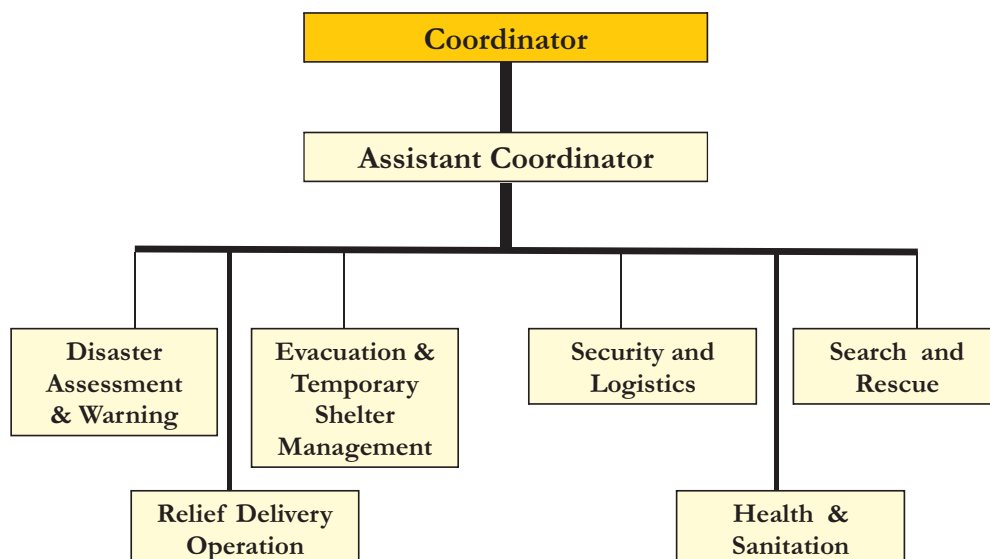 Coordinator
Assistant Coordinator
Disaster
Assessment
& Warning
Evacuation &
Temporary
Shelter
Management
Security and
Logistics
Search and
Rescue
Relief Delivery
Operation
Health &
Sanitation